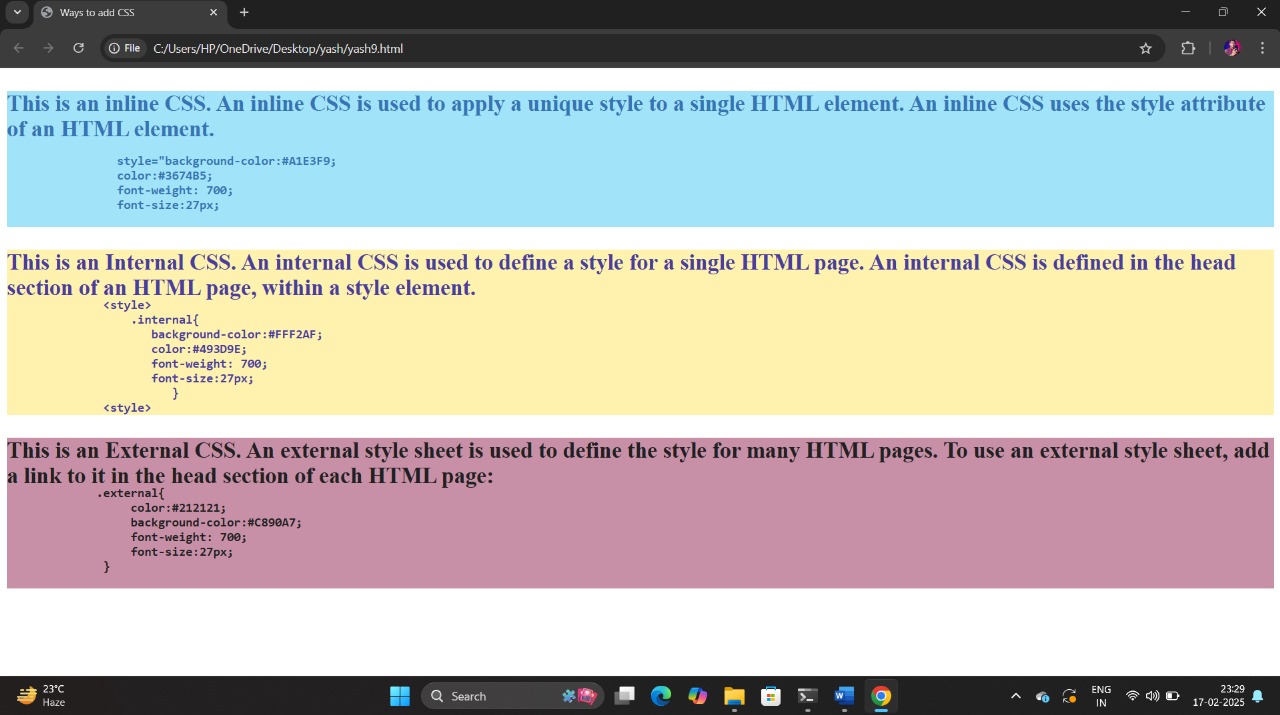 Ways to add CSS
File C:/Users/HP/OneDrive/Desktop/yash/yash9.html
This is an inline CSS. An inline CSS is used to apply a unique style to a single HTML element. An inline CSS uses the style attribute
of an HTML element.
style="background-color:#A1E3F9;
color:#3674B5;
font-weight: 700;
font-size:27px;
This is an Internal CSS. An internal CSS is used to define a style for a single HTML page. An internal CSS is defined in the head
section of an HTML page, within a style element.
<style>
.internal{
background-color:#FFF2AF;
color:#493D9E;
font-weight: 700;
font-size:27px;
}
<style>
This is an External CSS. An external style sheet is used to define the style for many HTML pages. To use an external style sheet, add
a link to it in the head section of each HTML page:
.external{
color:#212121;
background-color:#C890A7;
font-weight: 700;
font-size:27px;
}
23°C
Haze
Search
ENG
IN
23:29
17-02-2025